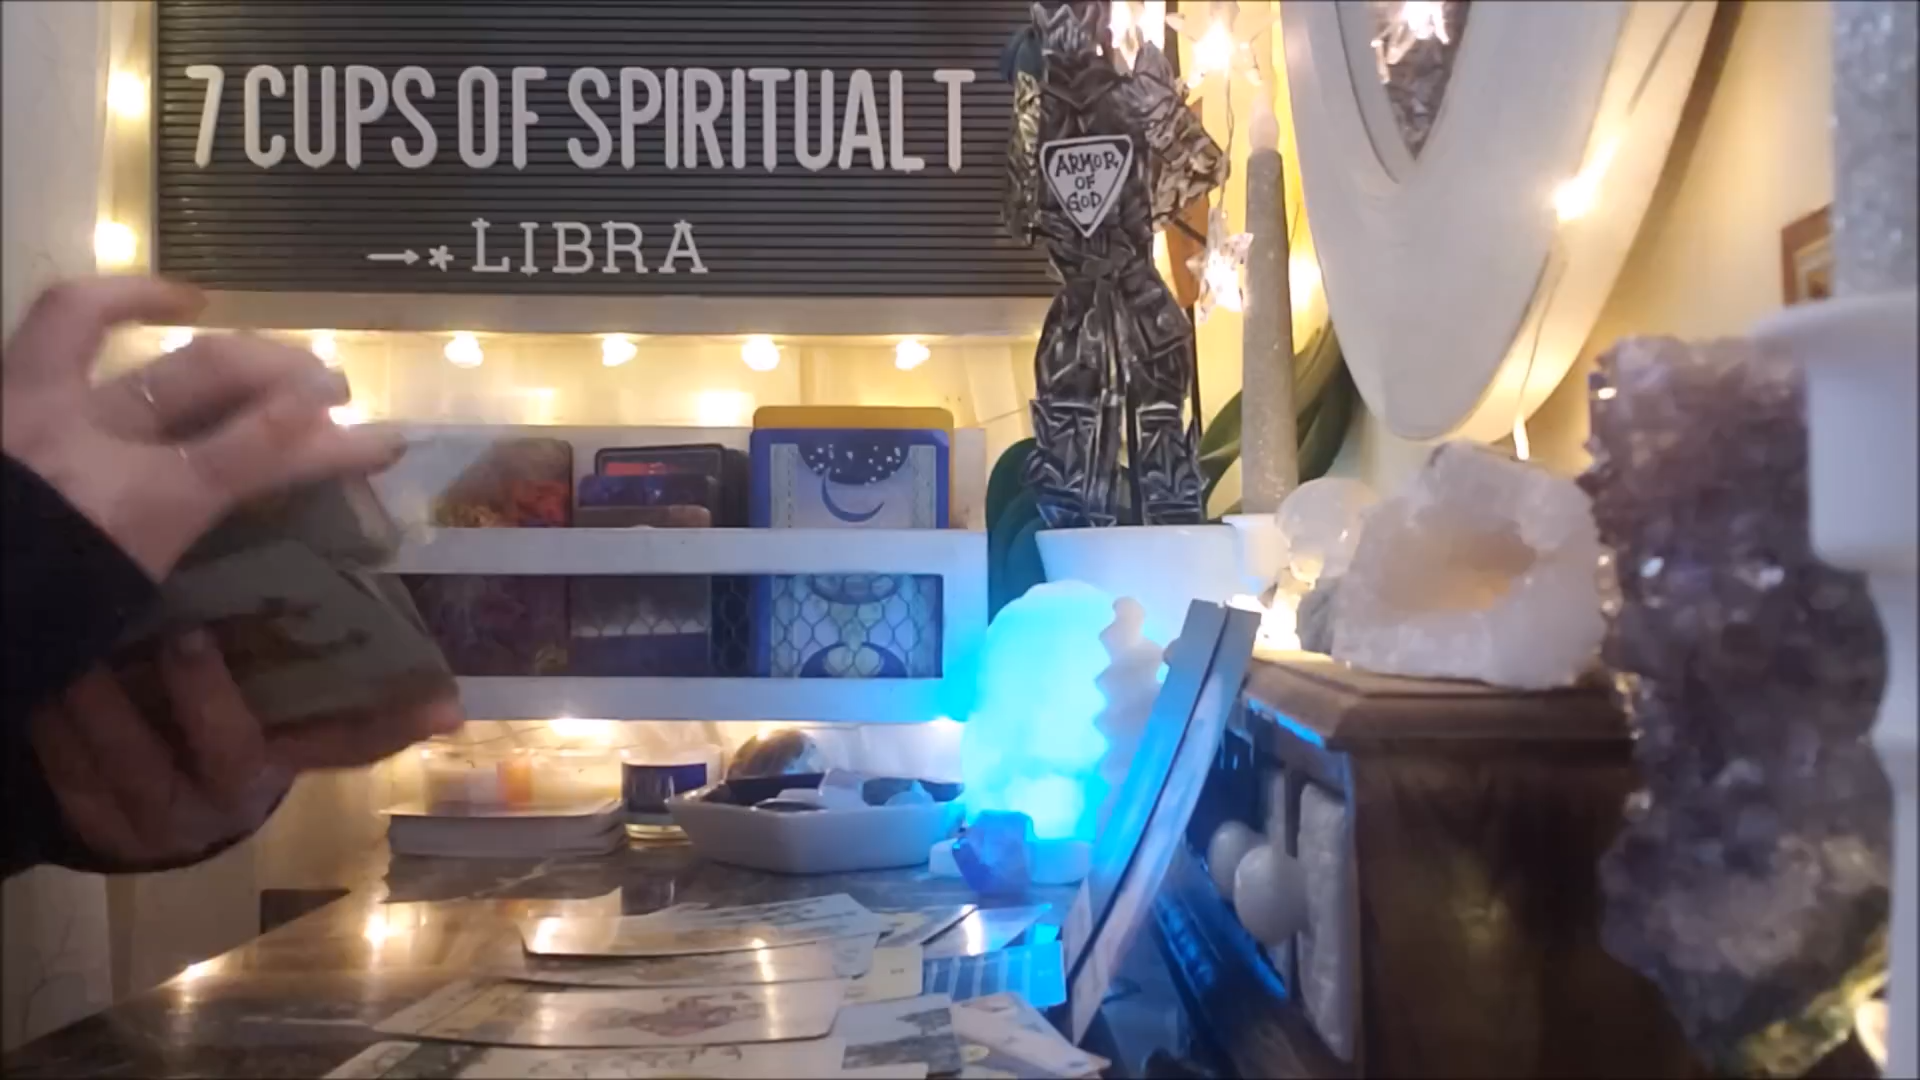 7 CUPS OF SPIRITUAL T
→* LIBRA
ARMOR
OF
GOD